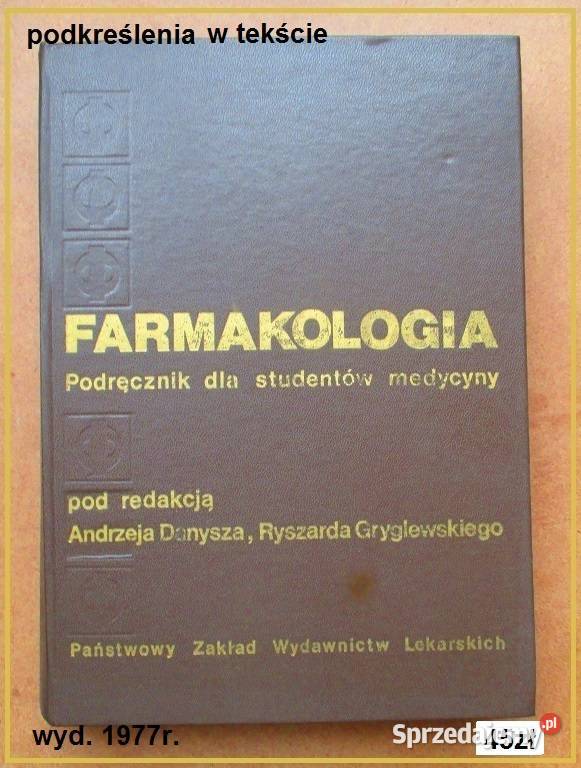 podkreślenia w tekście
FARMAKOLOGIA
Podręcznik dla studentów medycyny
pod redakcją
Andrzeja Danysza, Ryszarda Gryglewskiego
Państwowy Zakład Wydawnictw Lekarskich
wyd. 1977r.
45zł
Sprzedajemy.pl